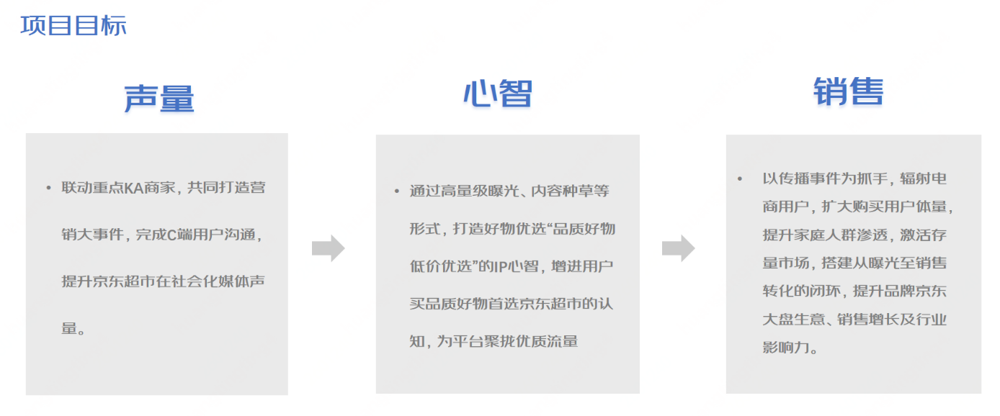 项目目标
声量
• 联动重点KA商家，共同打造营
销大事件，完成C端用户沟通，
提升京东超市在社会化媒体声
量。
心智
• 通过高量级曝光、内容种草等
形式，打造好物优选“品质好物
低价优选”的IP心智，增进用户
买品质好物首选京东超市的认
知，为平台聚拢优质流量
销售
• 以传播事件为抓手，辐射电
商用户，扩大购买用户体量，
提升家庭人群渗透，激活存
量市场，搭建从曝光至销售
转化的闭环，提升品牌京东
大盘生意、销售增长及行业
影响力。